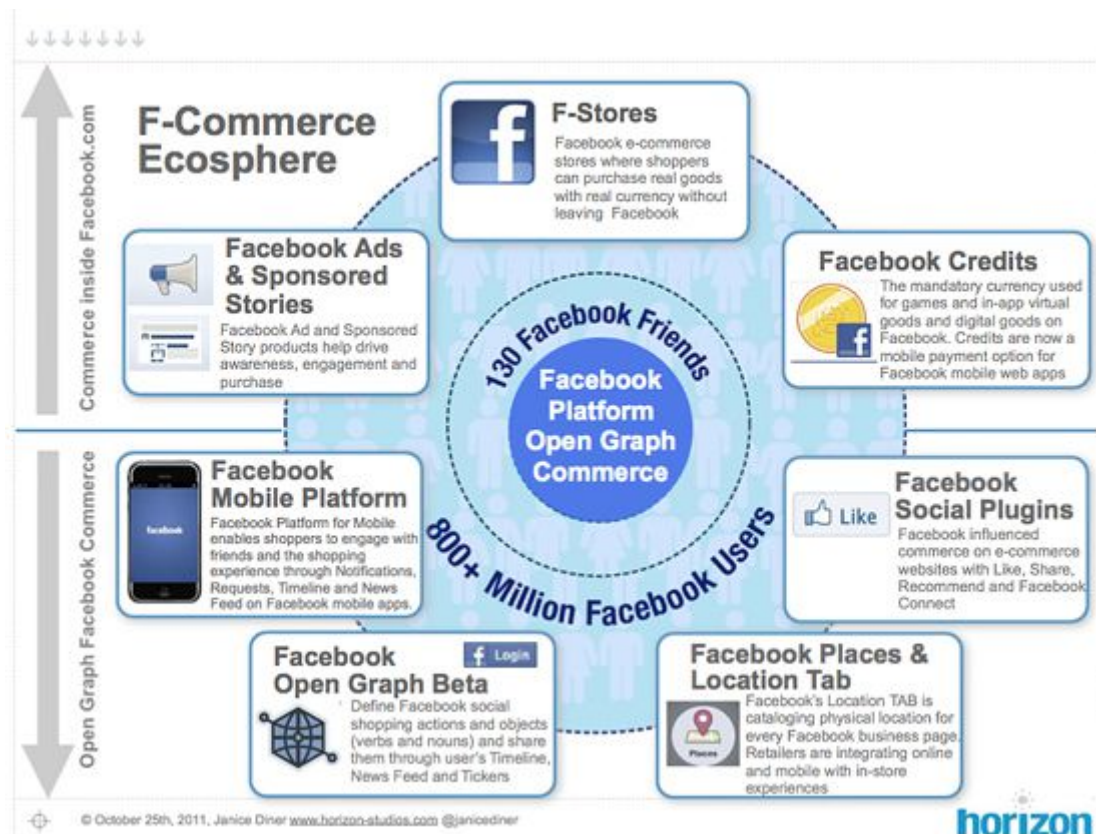 F-Commerce
Ecosphere
Commerce inside Facebook.com
F-Stores
Facebook e-commerce
stores where shoppers
can purchase real goods
with real currency without
leaving Facebook
Facebook Ads
& Sponsored
Stories
Facebook Ad and Sponsored
Story products help drive
awareness, engagement and
purchase
Facebook Credits
The mandatory currency used
for games and in-app virtual
goods and digital goods on
Facebook. Credits are now a
mobile payment option for
Facebook mobile web apps
130 Facebook Friends
Facebook
Platform
Open Graph
Commerce
800+ Million Facebook Users
Open Graph Facebook Commerce
facebook
Facebook
Mobile Platform
Facebook Platform for Mobile
enables shoppers to engage with
friends and the shopping
experience through Notifications,
Requests, Timeline and News
Feed on Facebook mobile apps.
Like
Facebook
Social Plugins
Facebook influenced
commerce on e-commerce
websites with Like, Share,
Recommend and Facebook
Connect
Facebook
Open Graph Beta
f Login
Define Facebook social
shopping actions and objects
(verbs and nouns) and share
them through user's Timeline,
News Feed and Tickers
Facebook Places &
Location Tab
Places
Facebook's Location TAB is
cataloging physical location for
every Facebook business page.
Retailers are integrating online
and mobile with in-store
experiences
© October 25th, 2011, Janice Diner www.horizon-studios.com @janicediner
horizon